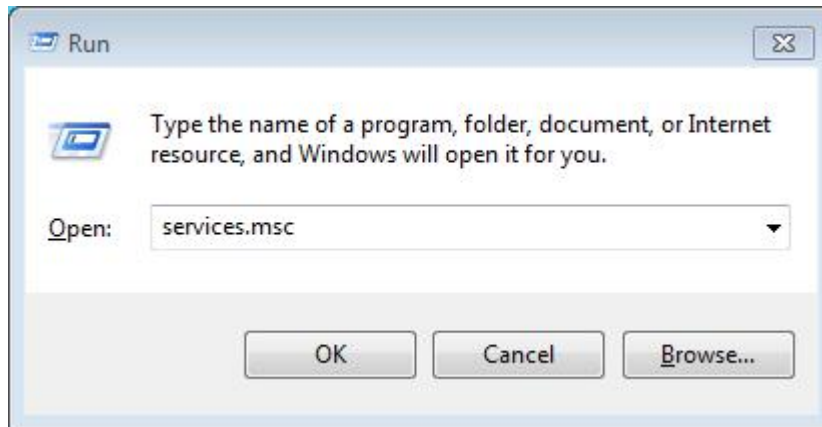 Run
Type the name of a program, folder, document, or Internet
resource, and Windows will open it for you.
Open: services.msc
OK Cancel Browse...